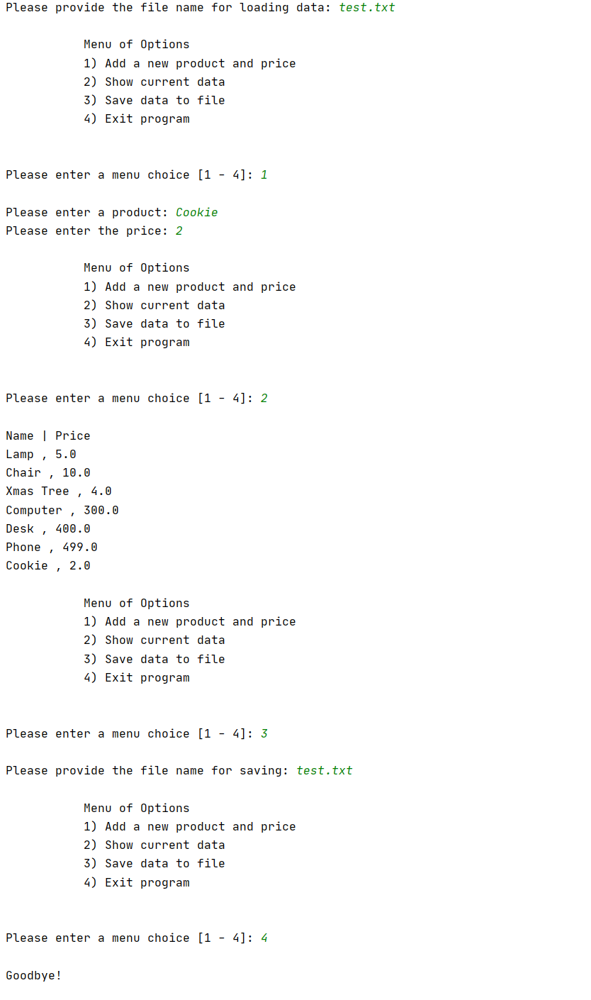 Please provide the file name for loading data: test.txt
Menu of Options
1) Add a new product and price
2) Show current data
3) Save data to file
4) Exit program
Please enter a menu choice [1 - 4]: 1
Please enter a product: Cookie
Please enter the price: 2
Menu of Options
1) Add a new product and price
2) Show current data
3) Save data to file
4) Exit program
Please enter a menu choice [1 - 4]: 2
Name | Price
Lamp , 5.0
Chair , 10.0
Xmas Tree , 4.0
Computer , 300.0
Desk , 400.0
Phone , 499.0
Cookie , 2.0
Menu of Options
1) Add a new product and price
2) Show current data
3) Save data to file
4) Exit program
Please enter a menu choice [1 - 4]: 3
Please provide the file name for saving: test.txt
Menu of Options
1) Add a new product and price
2) Show current data
3) Save data to file
4) Exit program
Please enter a menu choice [1 - 4]: 4
Goodbye!